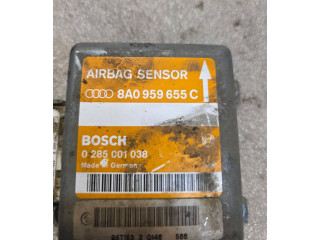 AIRBAG SENSOR
8A0 959 655 C
BOSCH
0 285 001 038
Made in Germany